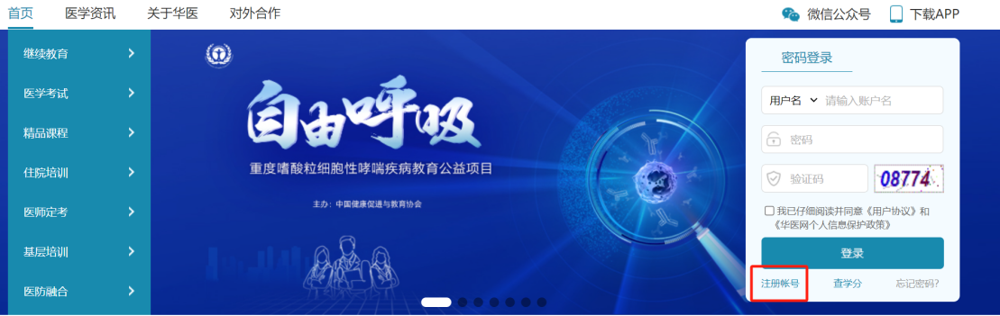 首页 医学资讯 关于华医 对外合作 微信公众号 下载APP
继续教育
医学考试
精品课程
住院培训
医师定考
基层培训
医防融合
自由呼吸
重度嗜酸粒细胞性哮喘疾病教育公益项目
主办：中国健康促进与教育协会
密码登录
用户名 请输入账户名
密码
验证码 08774
我已仔细阅读并同意《用户协议》和
《华医网个人信息保护政策》
登录
注册帐号 查学分 忘记密码?